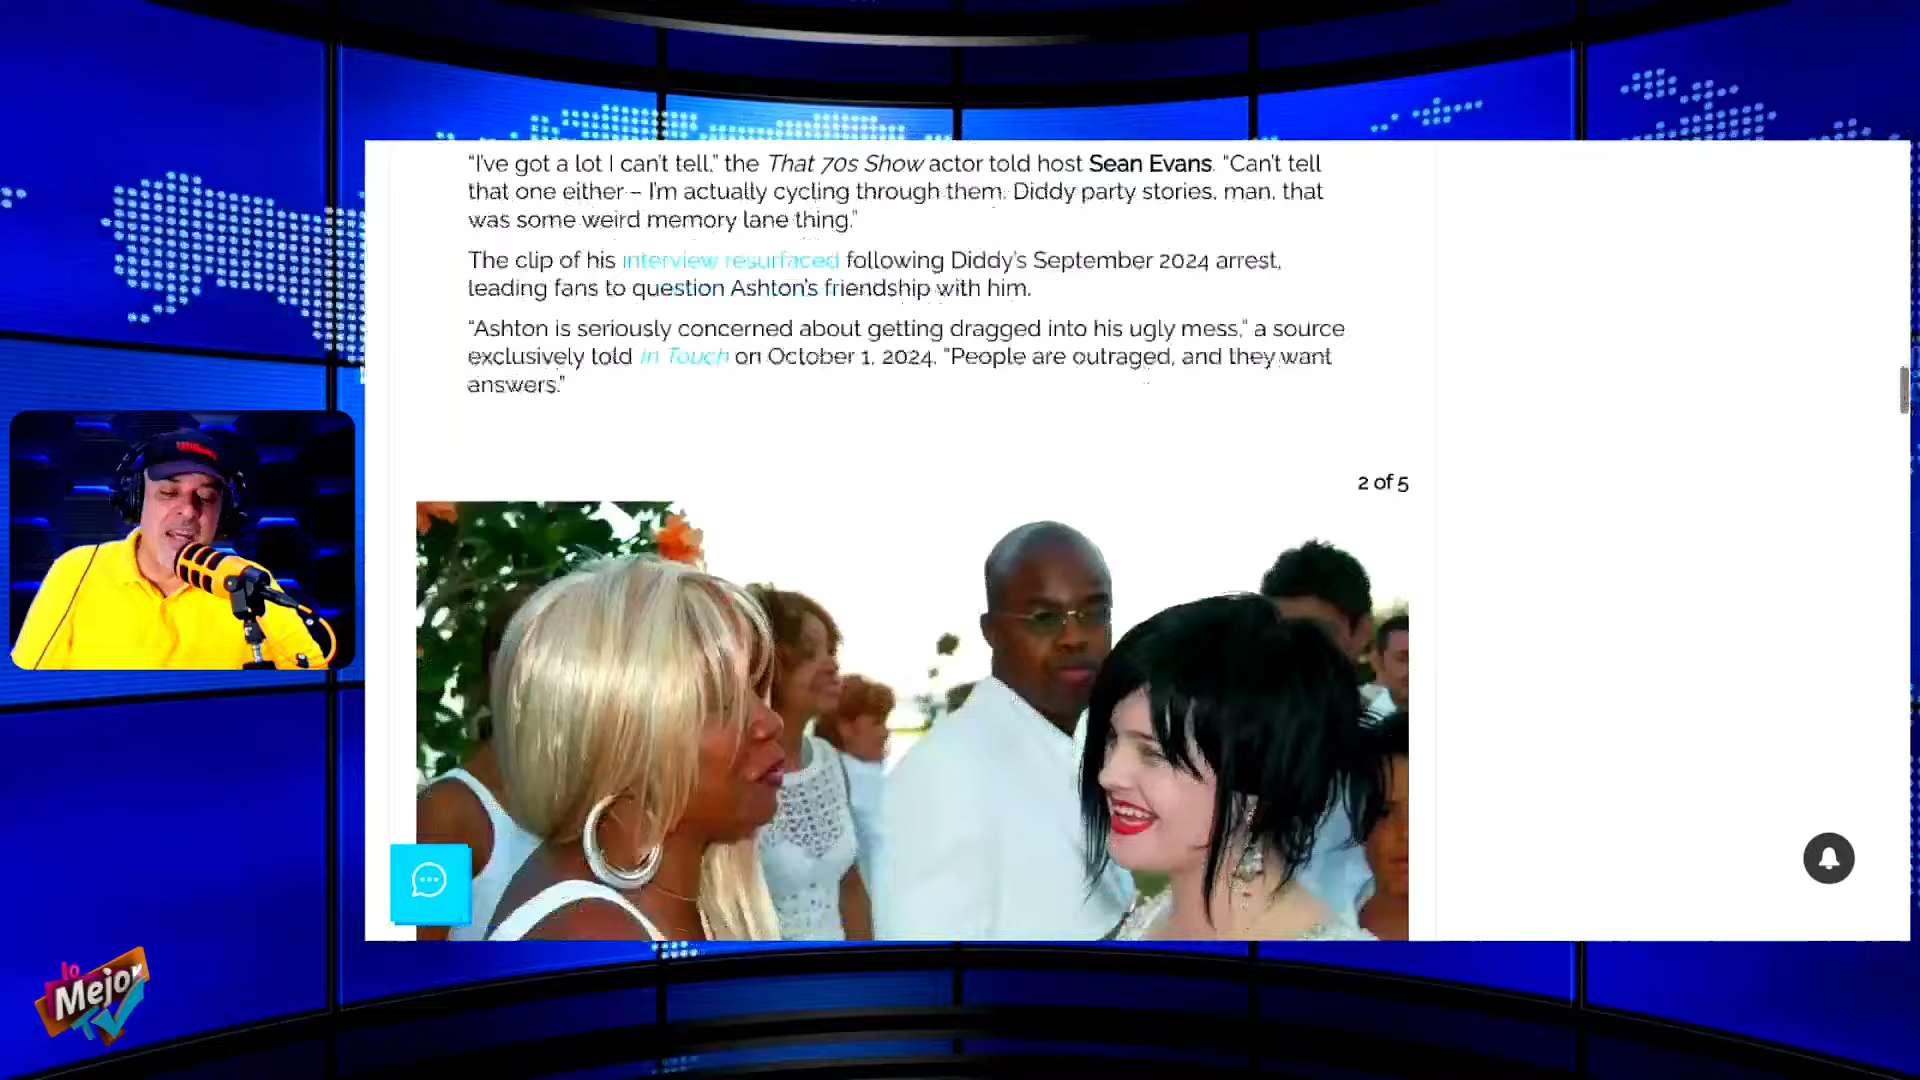 “I’ve got a lot I can’t tell,” the That 70s Show actor told host Sean Evans. “Can’t tell
that one either – I’m actually cycling through them. Diddy party stories, man, that
was some weird memory lane thing.”
The clip of his interview resurfaced following Diddy’s September 2024 arrest,
leading fans to question Ashton’s friendship with him.
“Ashton is seriously concerned about getting dragged into his ugly mess,” a source
exclusively told In Touch on October 1, 2024. “People are outraged, and they want
answers.”
2 of 5
lo
Mejor
TV